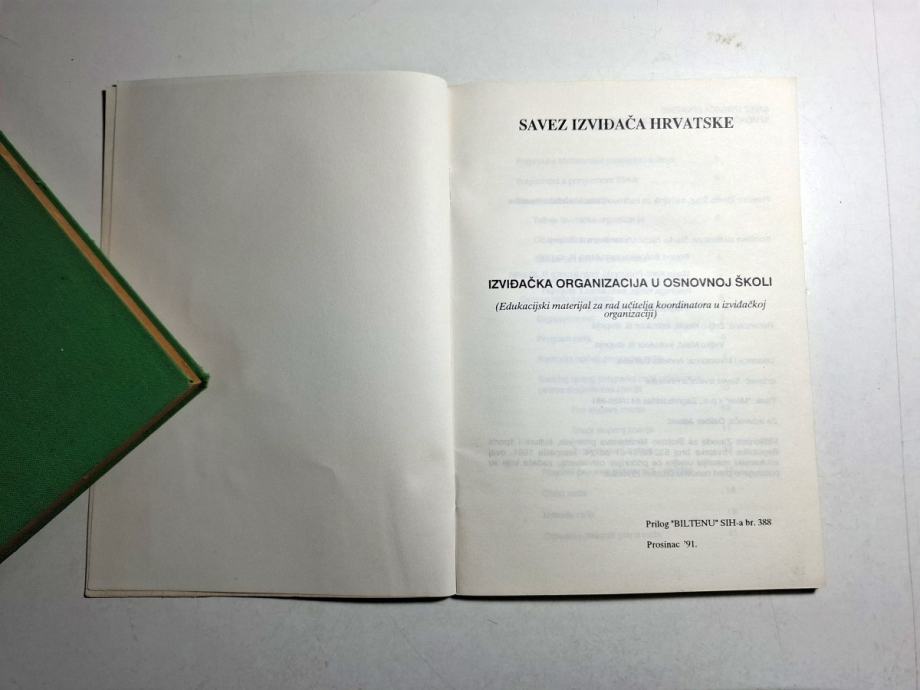 SAVEZ IZVIĐAČA HRVATSKE
IZVIĐAČKA ORGANIZACIJA U OSNOVNOJ ŠKOLI
(Edukacijski materijal za rad učitelja koordinatora u izviđačkoj
organizaciji)
Prilog "BILTENU" SIH-a br. 388
Prosinac '91.